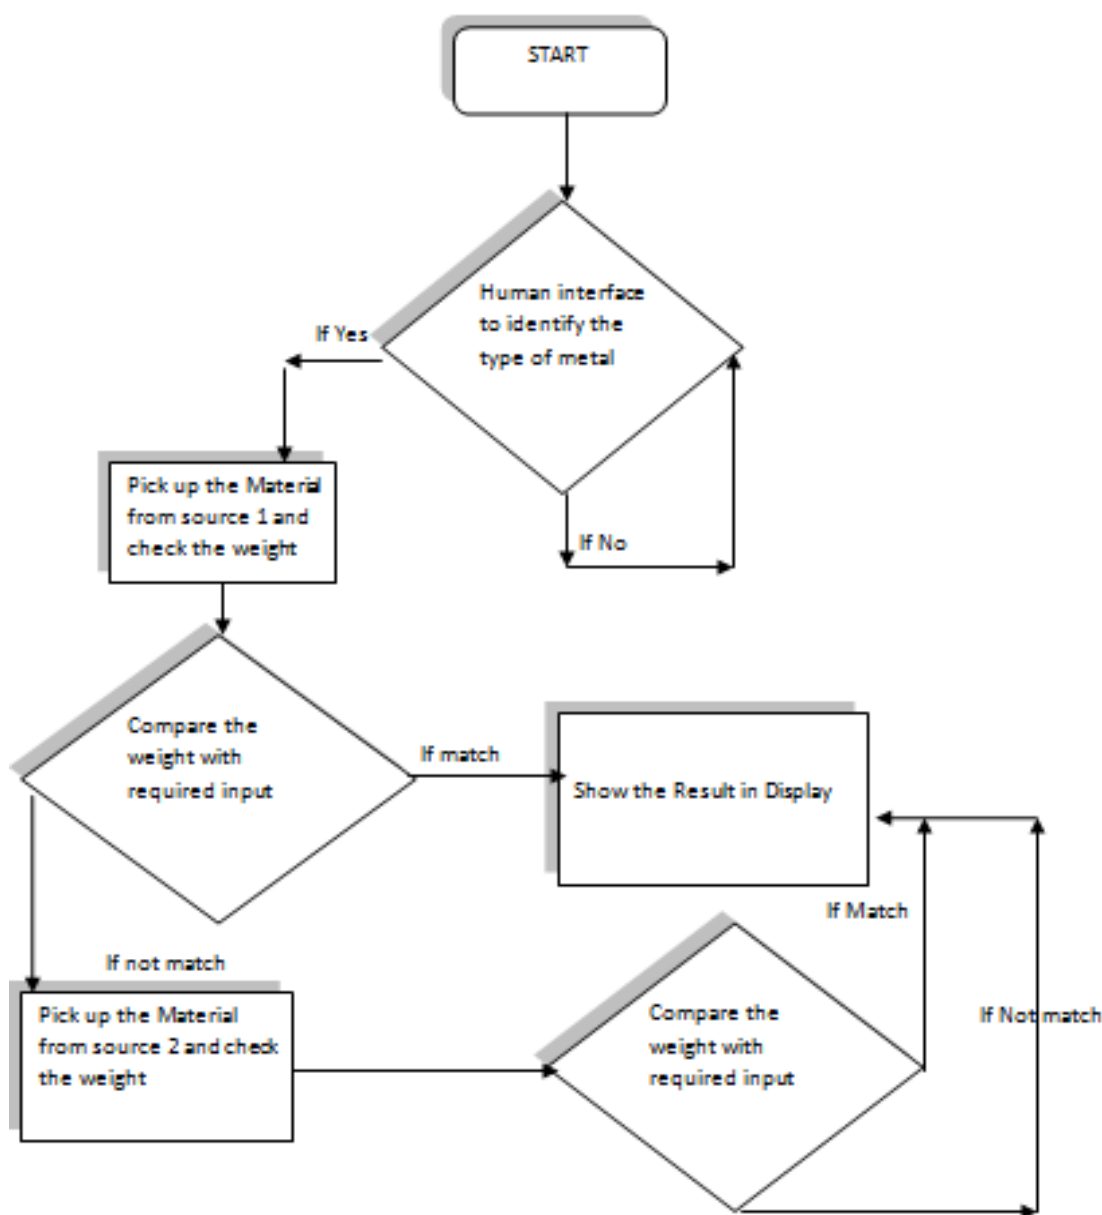 START
Human interface
to identify the
type of metal
If Yes
If No
Pick up the Material
from source 1 and
check the weight
Compare the
weight with
required input
If match
Show the Result in Display
If not match
Pick up the Material
from source 2 and check
the weight
Compare the
weight with
required input
If Match
If Not match